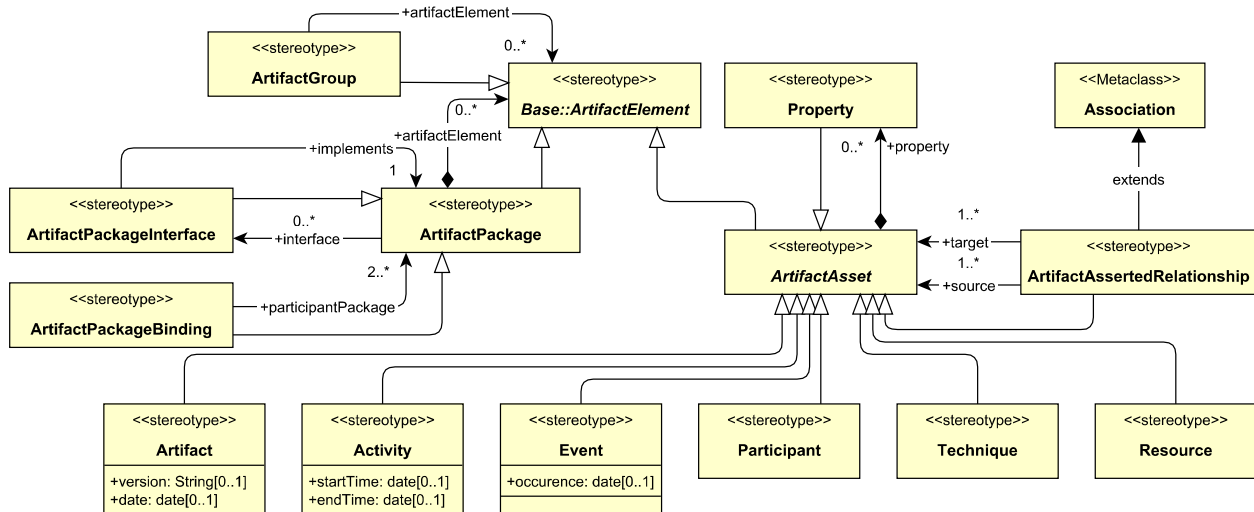 +artifactElement
0..*
<<stereotype>>
ArtifactGroup
<<stereotype>>
Base::ArtifactElement
<<stereotype>>
Property
<<Metaclass>>
Association
0..*
+artifactElement
+implements
1
0..*
+property
extends
<<stereotype>>
ArtifactPackageInterface
0..*
+interface
<<stereotype>>
ArtifactPackage
2..*
<<stereotype>>
ArtifactAsset
1..*
+target
1..*
+source
<<stereotype>>
ArtifactAssertedRelationship
<<stereotype>>
ArtifactPackageBinding
+participantPackage
<<stereotype>>
Artifact
+version: String[0..1]
+date: date[0..1]
<<stereotype>>
Activity
+startTime: date[0..1]
+endTime: date[0..1]
<<stereotype>>
Event
+occurence: date[0..1]
<<stereotype>>
Participant
<<stereotype>>
Technique
<<stereotype>>
Resource